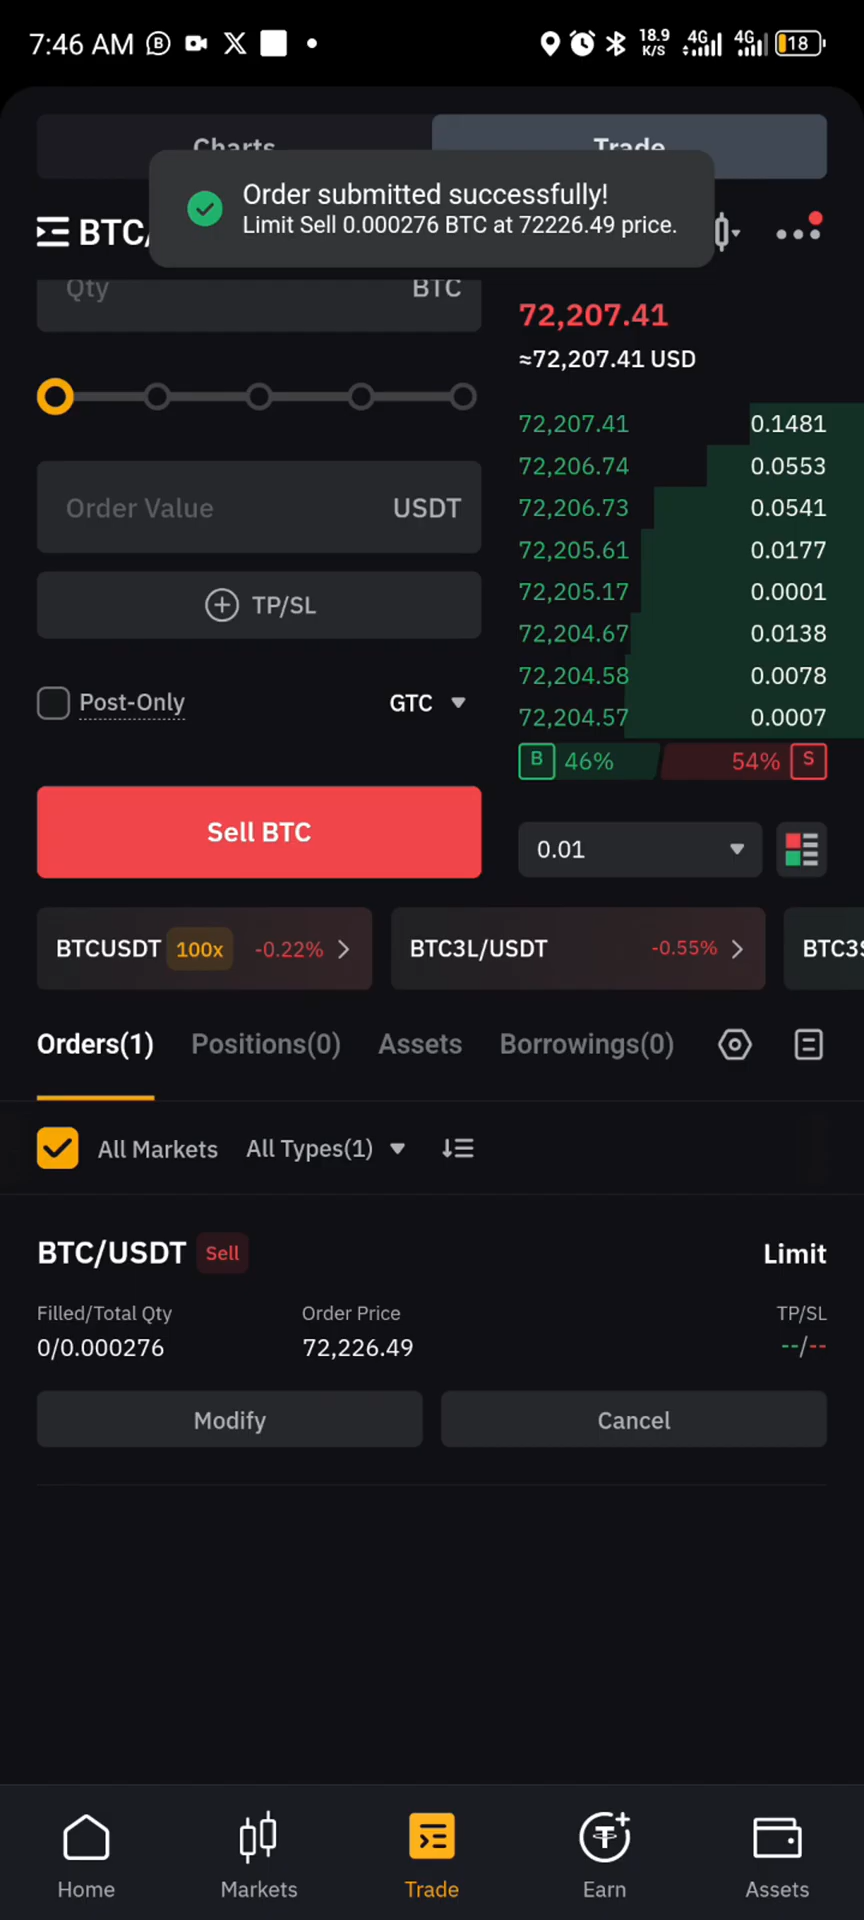 7:46 AM
18.9 K/S 4G 4G 18
Charts
Trade
Order submitted successfully!
Limit Sell 0.000276 BTC at 72226.49 price.
BTC/
Qty BTC
72,207.41
≈72,207.41 USD
72,207.41 0.1481
72,206.74 0.0553
Order Value USDT
72,206.73 0.0541
72,205.61 0.0177
TP/SL
72,205.17 0.0001
72,204.67 0.0138
72,204.58 0.0078
Post-Only GTC
72,204.57 0.0007
B 46% 54% S
Sell BTC
0.01
BTCUSDT 100x -0.22%
BTC3L/USDT -0.55%
BTC3S
Orders(1) Positions(0) Assets Borrowings(0)
All Markets All Types(1)
BTC/USDT Sell Limit
Filled/Total Qty Order Price TP/SL
0/0.000276 72,226.49 --/--
Modify Cancel
Home Markets Trade Earn Assets